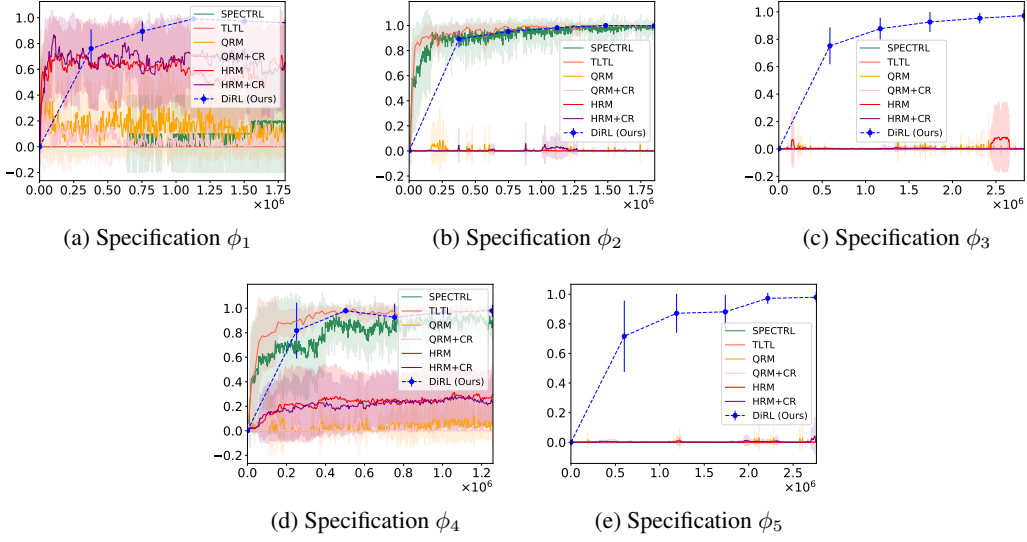 1.0
0.8
0.6
0.4
0.2
0.0
−0.2
0.00 0.25 0.50 0.75 1.00 1.25 1.50 1.75
×10⁶
SPECTRL
TLTL
QRM
QRM+CR
HRM
HRM+CR
DiRL (Ours)
(a) Specification ϕ₁
1.0
0.8
0.6
0.4
0.2
0.0
−0.2
0.00 0.25 0.50 0.75 1.00 1.25 1.50 1.75
×10⁶
SPECTRL
TLTL
QRM
QRM+CR
HRM
HRM+CR
DiRL (Ours)
(b) Specification ϕ₂
1.0
0.8
0.6
0.4
0.2
0.0
−0.2
0.0 0.5 1.0 1.5 2.0 2.5
×10⁶
SPECTRL
TLTL
QRM
QRM+CR
HRM
HRM+CR
DiRL (Ours)
(c) Specification ϕ₃
1.0
0.8
0.6
0.4
0.2
0.0
−0.2
0.0 0.2 0.4 0.6 0.8 1.0 1.2
×10⁶
SPECTRL
TLTL
QRM
QRM+CR
HRM
HRM+CR
DiRL (Ours)
(d) Specification ϕ₄
1.0
0.8
0.6
0.4
0.2
0.0
0.0 0.5 1.0 1.5 2.0 2.5
×10⁶
SPECTRL
TLTL
QRM
QRM+CR
HRM
HRM+CR
DiRL (Ours)
(e) Specification ϕ₅